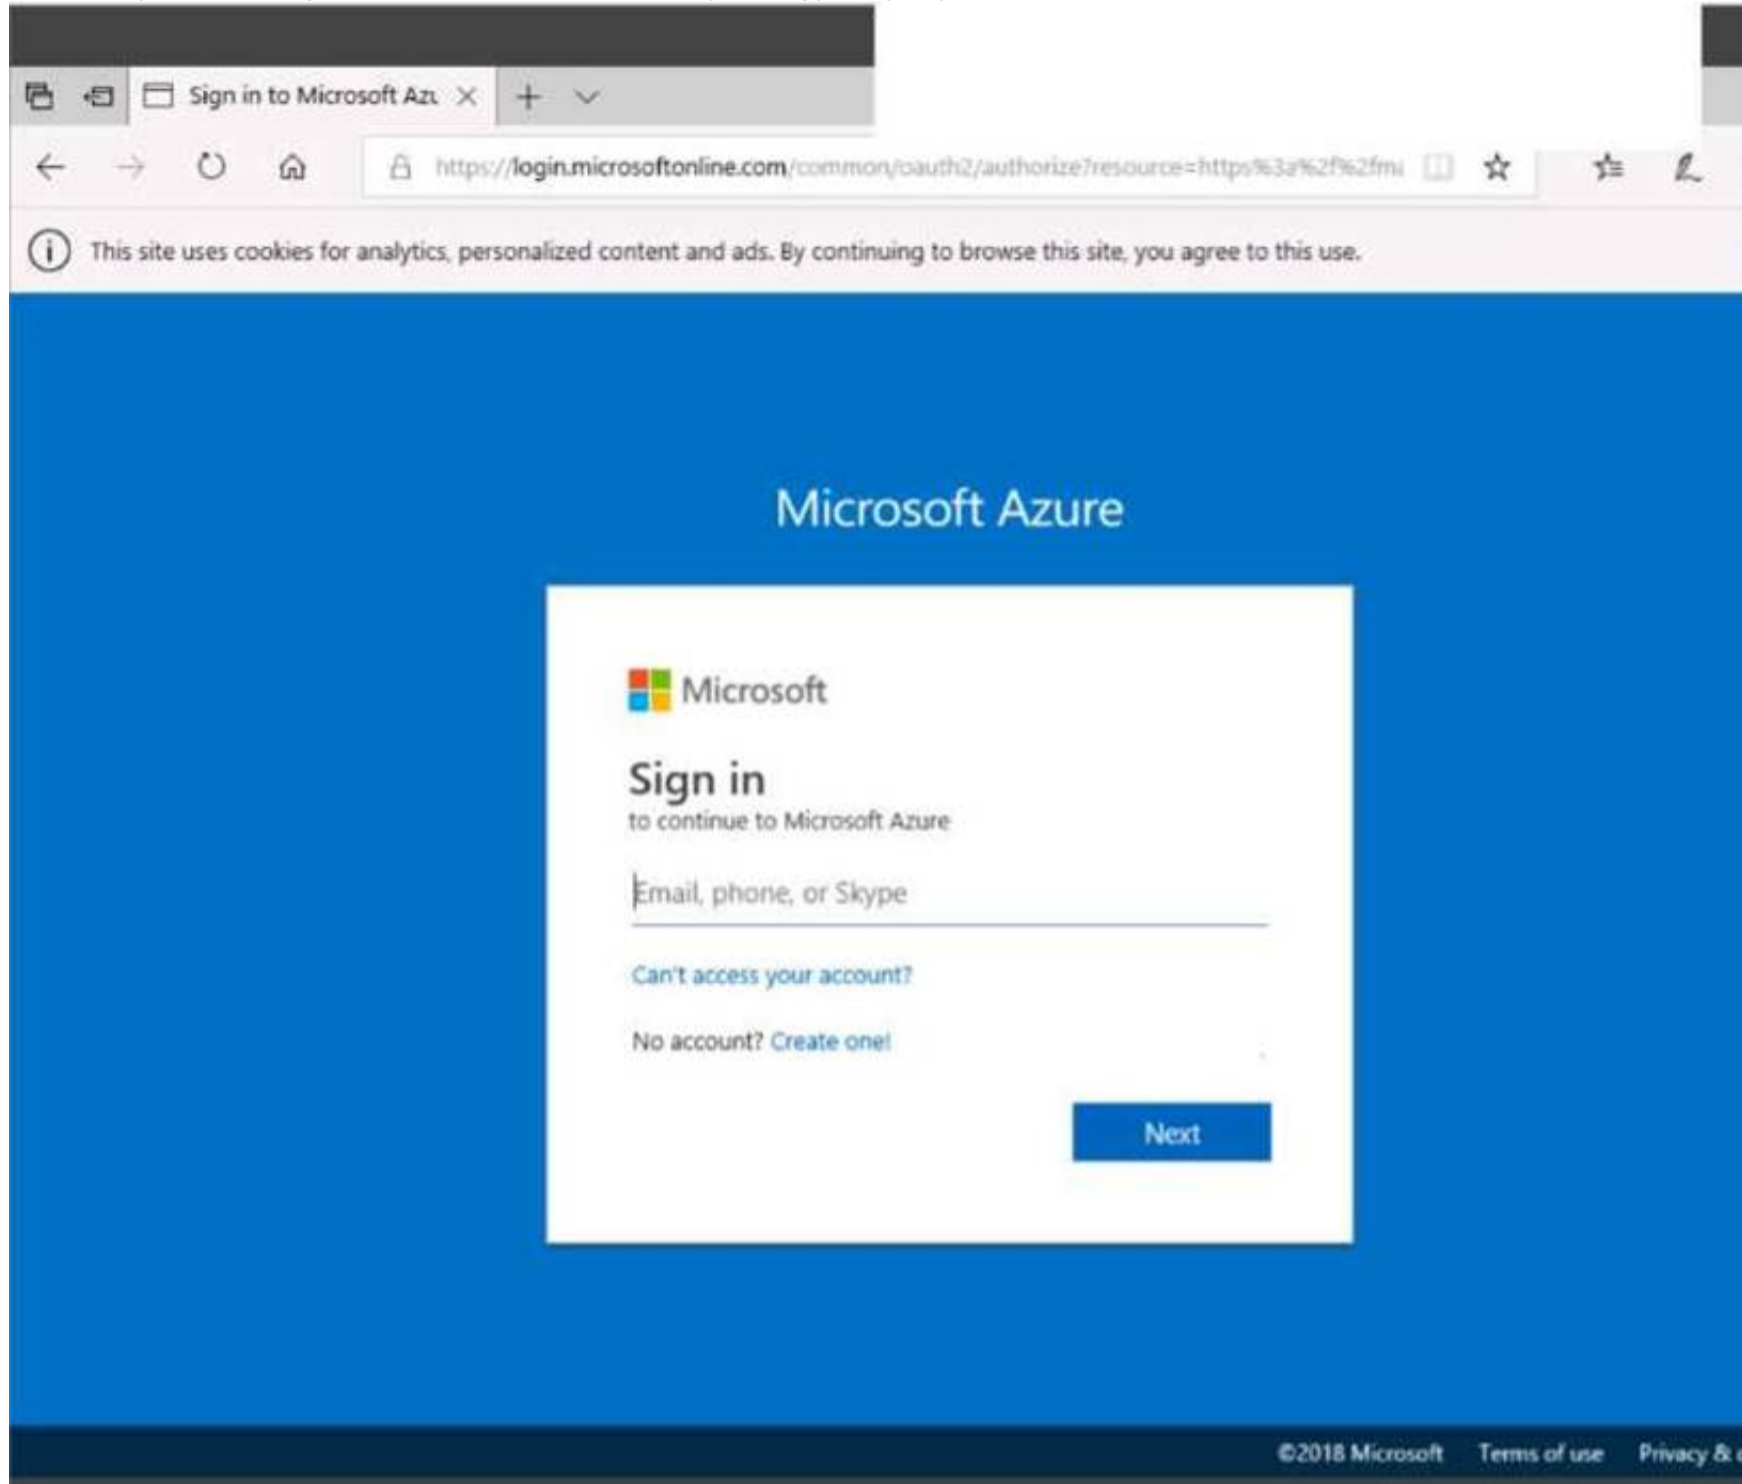 Sign in to Microsoft Azu
https://login.microsoftonline.com/common/oauth2/authorize?resource=https%3a%2f%2fma
This site uses cookies for analytics, personalized content and ads. By continuing to browse this site, you agree to this use.
Microsoft Azure
Microsoft
Sign in
to continue to Microsoft Azure
Email, phone, or Skype
Can't access your account?
No account? Create one!
Next
©2018 Microsoft Terms of use Privacy &